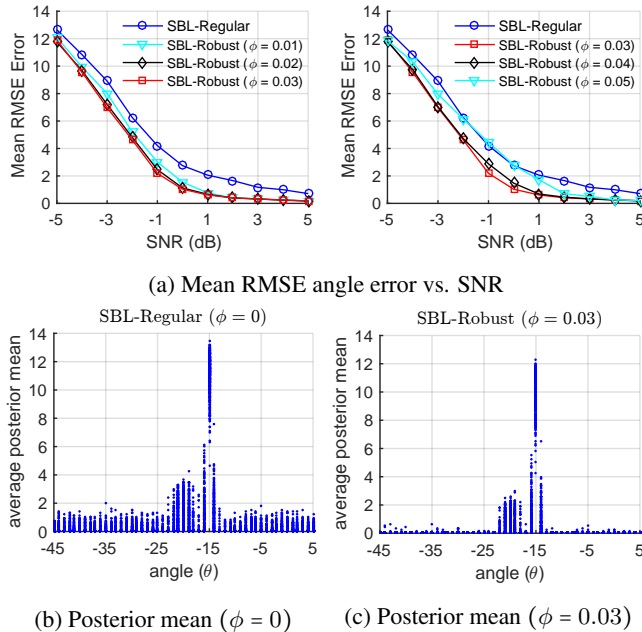 14
12
10
8
6
4
2
0
Mean RMSE Error
-5
-3
-1
1
3
5
SNR (dB)
SBL-Regular
SBL-Robust (ϕ = 0.01)
SBL-Robust (ϕ = 0.02)
SBL-Robust (ϕ = 0.03)
14
12
10
8
6
4
2
0
Mean RMSE Error
-5
-3
-1
1
3
5
SNR (dB)
SBL-Regular
SBL-Robust (ϕ = 0.03)
SBL-Robust (ϕ = 0.04)
SBL-Robust (ϕ = 0.05)
(a) Mean RMSE angle error vs. SNR
SBL-Regular (ϕ = 0)
14
12
10
8
6
4
2
0
average posterior mean
-45
-35
-25
-15
-5
5
angle (θ)
SBL-Robust (ϕ = 0.03)
14
12
10
8
6
4
2
0
average posterior mean
-45
-35
-25
-15
-5
5
angle (θ)
(b) Posterior mean (ϕ = 0)
(c) Posterior mean (ϕ = 0.03)